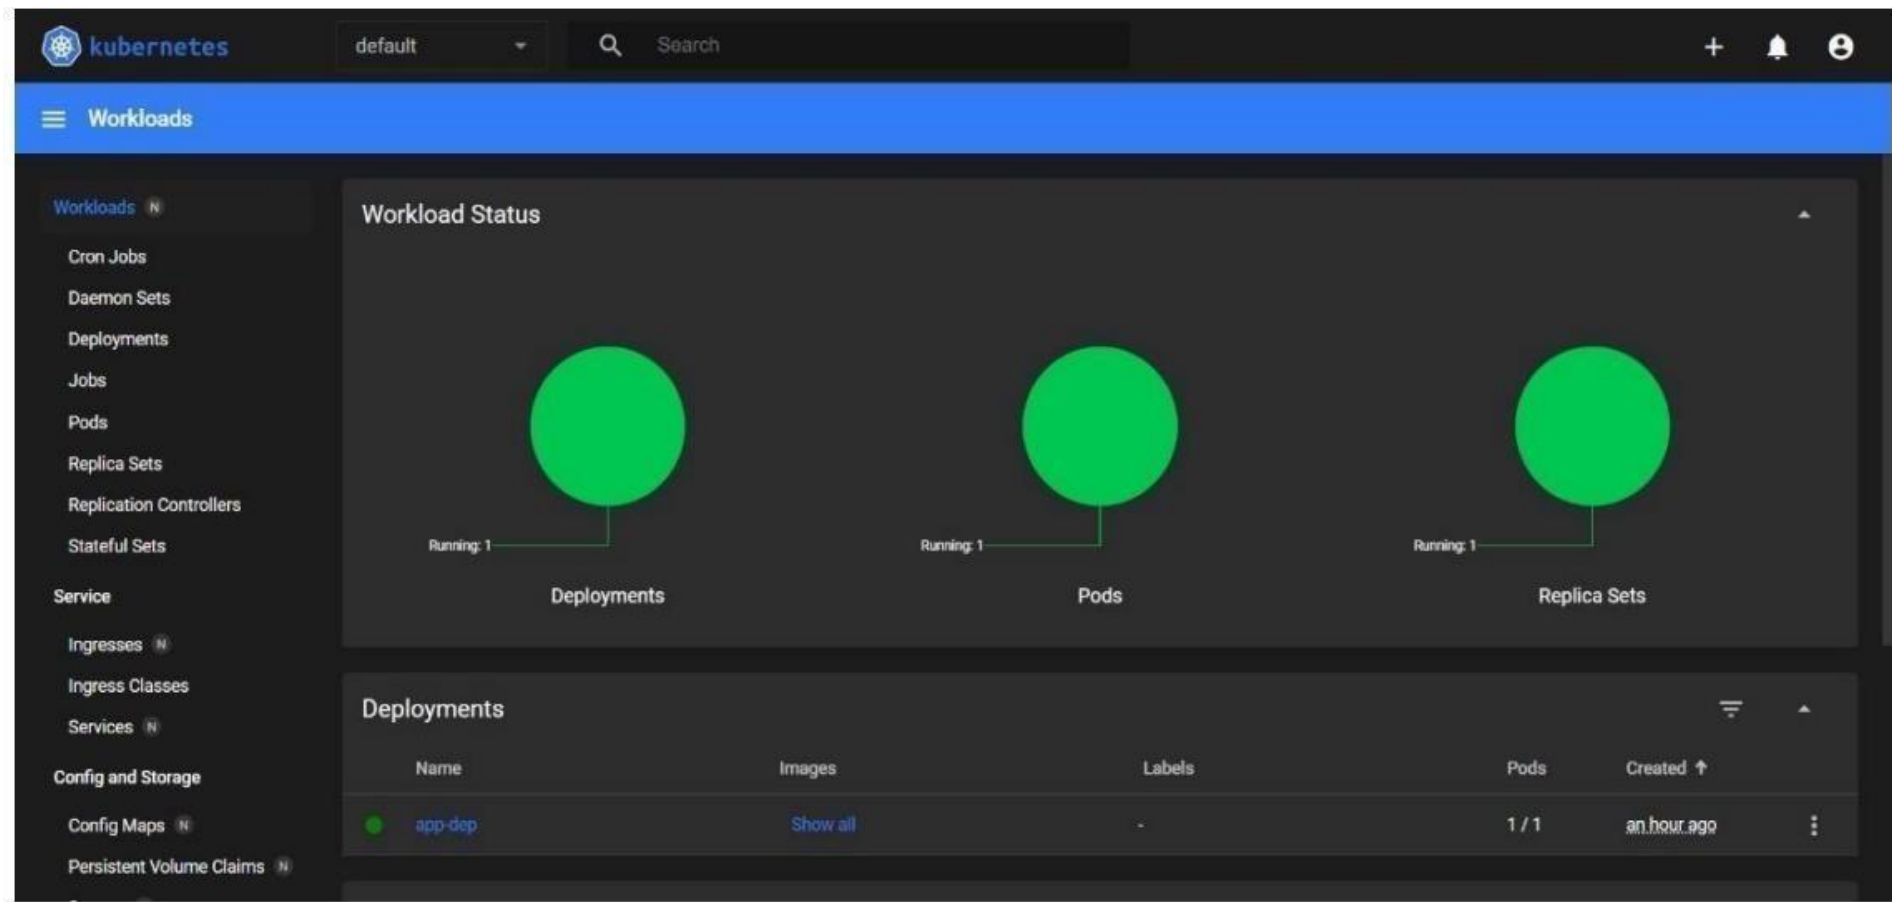 kubernetes
default
Search
Workloads
Workloads N
Cron Jobs
Daemon Sets
Deployments
Jobs
Pods
Replica Sets
Replication Controllers
Stateful Sets
Service
Ingresses N
Ingress Classes
Services N
Config and Storage
Config Maps N
Persistent Volume Claims N
Workload Status
Running: 1
Deployments
Running: 1
Pods
Running: 1
Replica Sets
Deployments
Name Images Labels Pods Created ↑
app-dep Show all - 1 / 1 an hour ago